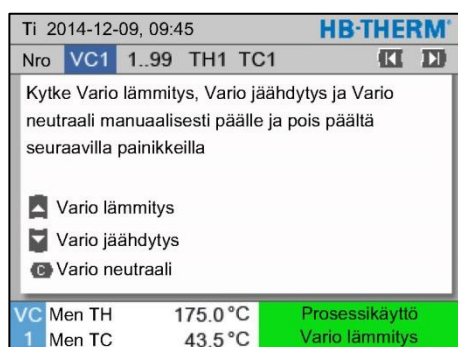 Ti 2014-12-09, 09:45 HB-THERM®
Nro VC1 1..99 TH1 TC1
Kytke Vario lämmitys, Vario jäähdytys ja Vario
neutraali manuaalisesti päälle ja pois päältä
seuraavilla painikkeilla
Vario lämmitys
Vario jäähdytys
C Vario neutraali
VC Men TH 175.0 °C Prosessikäyttö
1 Men TC 43.5 °C Vario lämmitys